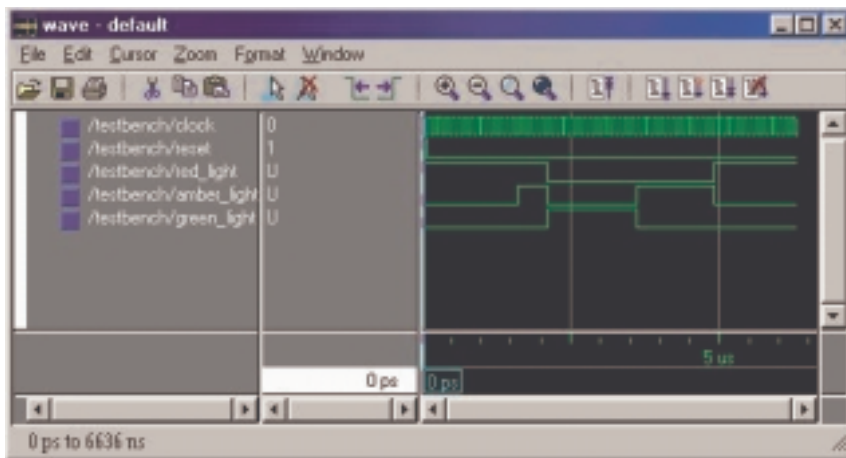 wave - default
File Edit Cursor Zoom Format Window
/testbench/clock 0
/testbench/reset 1
/testbench/red_light U
/testbench/amber_light U
/testbench/green_light U
5 us
0 ps 0 ps
0 ps to 6636 ns